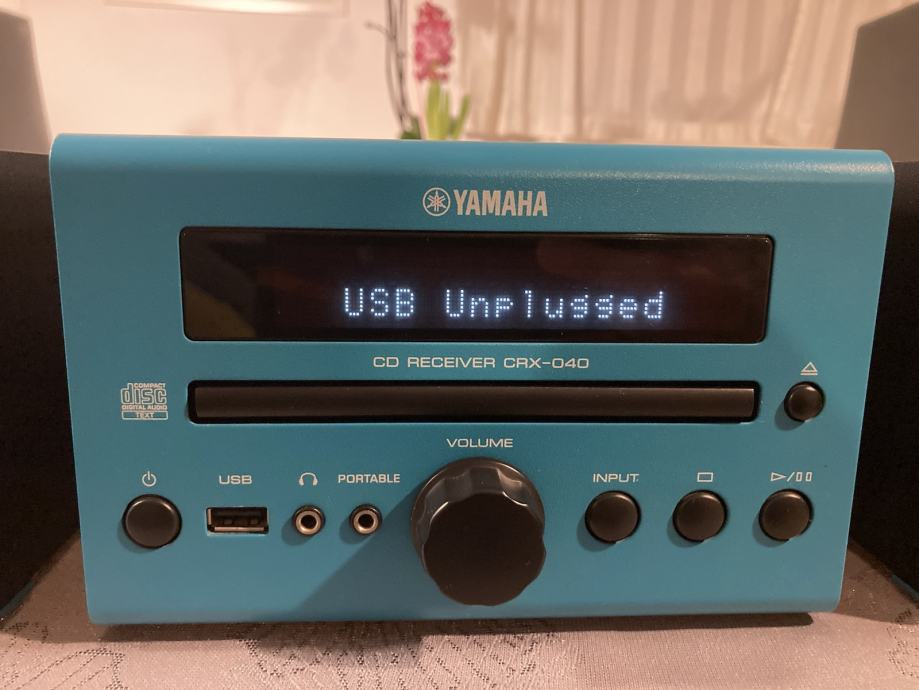 YAMAHA
USB Unplugged
CD RECEIVER CRX-040
COMPACT
disc
DIGITAL AUDIO
TEXT
VOLUME
USB
PORTABLE
INPUT